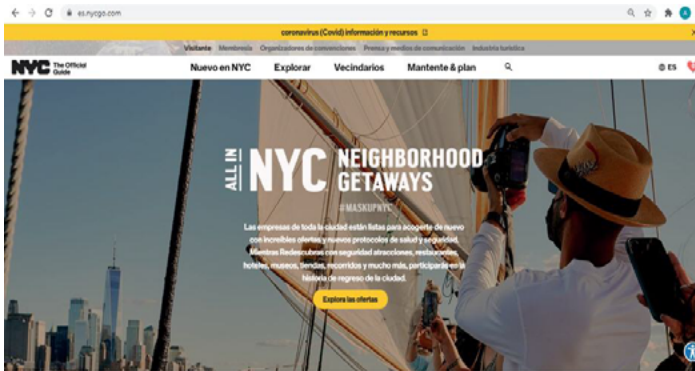 es.nycgo.com
coronavirus (Covid) información y recursos
Visitante Membresía Organizadores de convenciones Prensa y medios de comunicación Industria turística
NYC The Official Guide
Nuevo en NYC Explorar Vecindarios Mantente & plan ES
ALL IN NYC NEIGHBORHOOD GETAWAYS
#MASKUPNYC
Las empresas de toda la ciudad están listas para acogerte de nuevo
con increíbles ofertas y nuevos protocolos de salud y seguridad.
Mientras Redescubras con seguridad atracciones, restaurantes,
hoteles, museos, tiendas, recorridos y mucho más, participarás en la
historia de regreso de la ciudad.
Explora las ofertas